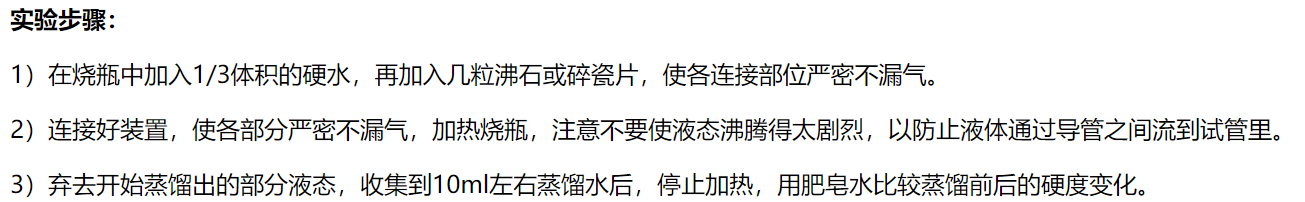 实验步骤：
1）在烧瓶中加入1/3体积的硬水，再加入几粒沸石或碎瓷片，使各连接部位严密不漏气。
2）连接好装置，使各部分严密不漏气，加热烧瓶，注意不要使液态沸腾得太剧烈，以防止液体通过导管之间流到试管里。
3）弃去开始蒸馏出的部分液态，收集到10ml左右蒸馏水后，停止加热，用肥皂水比较蒸馏前后的硬度变化。